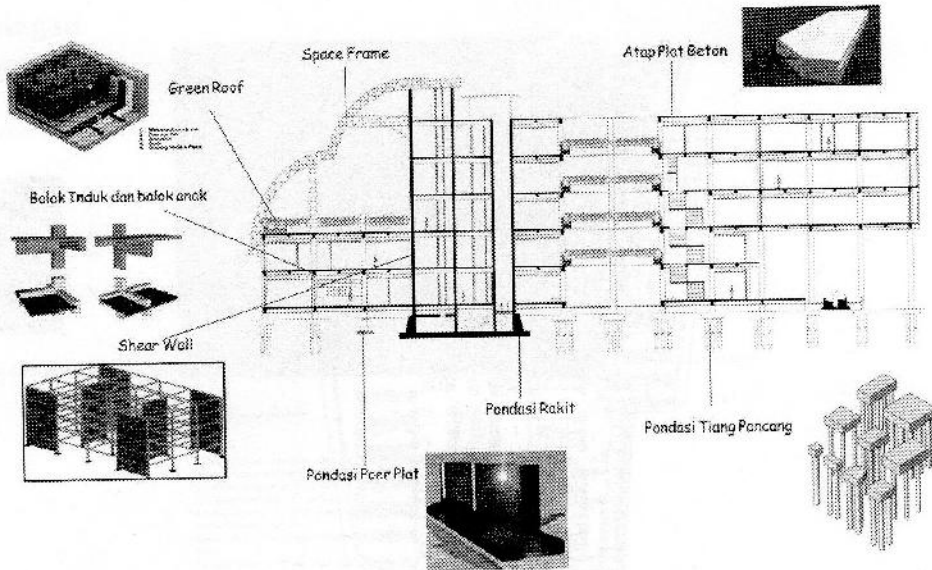 Space Frame
Atap Plat Beton
Green Roof
Balok Induk dan balok anak
Shear Wall
Pondasi Rakit
Pondasi Tiang Pancang
Pondasi Poer Plat